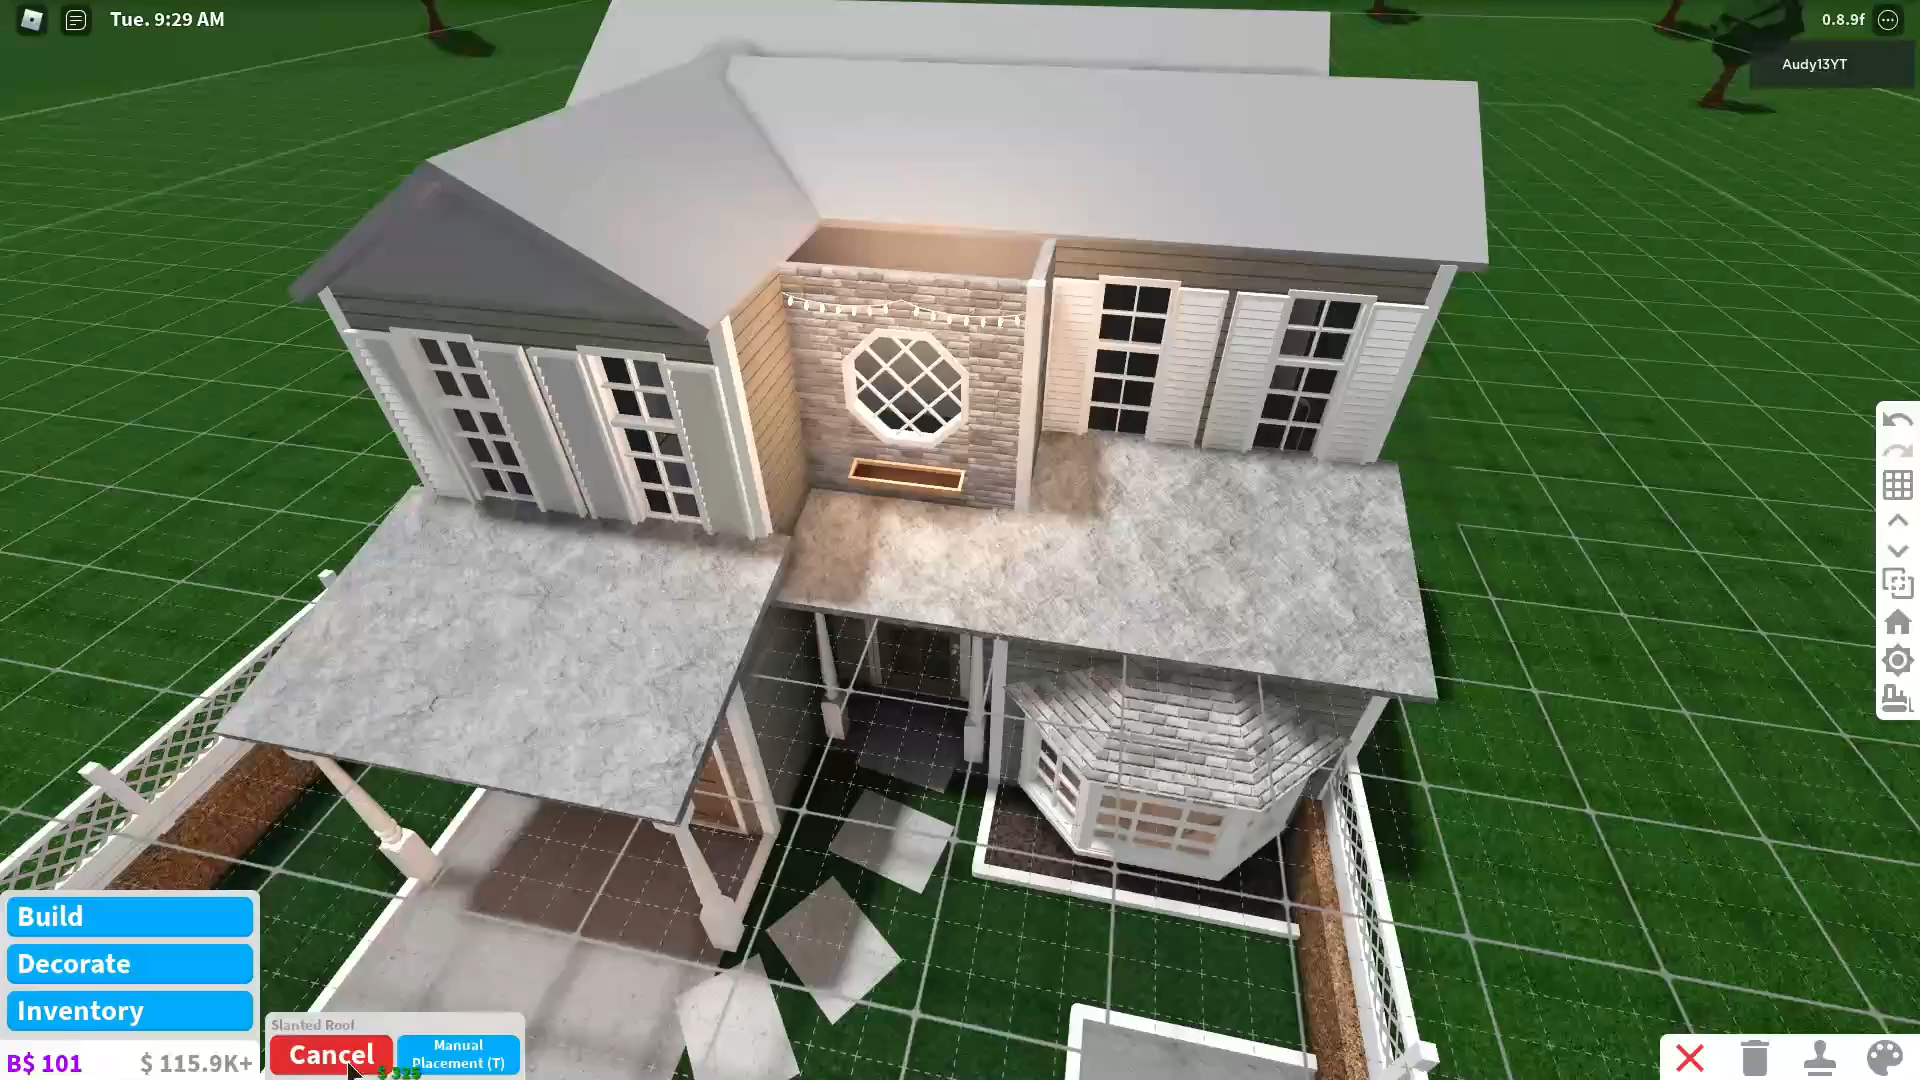 Tue. 9:29 AM
0.8.9f
Audy13YT
Build
Decorate
Inventory
B$ 101
$ 115.9K+
Slanted Roof
Cancel
Manual
Placement (T)
$ 325